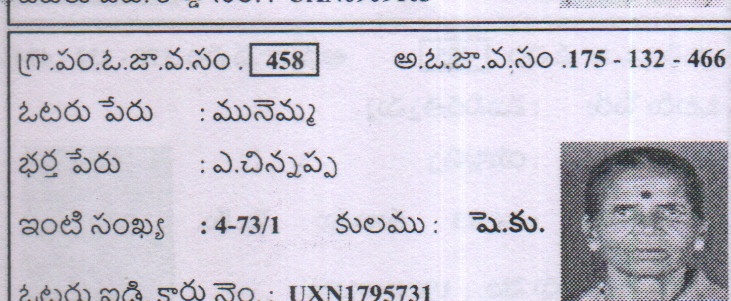 గ్రా.పం.ఓ.జా.వ.సం . 458 అ.ఓ.జా.వ.సం .175 - 132 - 466
ఓటరు పేరు : మునెమ్మ
భర్త పేరు : ఎ.చిన్నప్ప
ఇంటి సంఖ్య : 4-73/1 కులము : షె.కు.
ఓటరు ఐడి కార్డు నెం. : UXN1795731